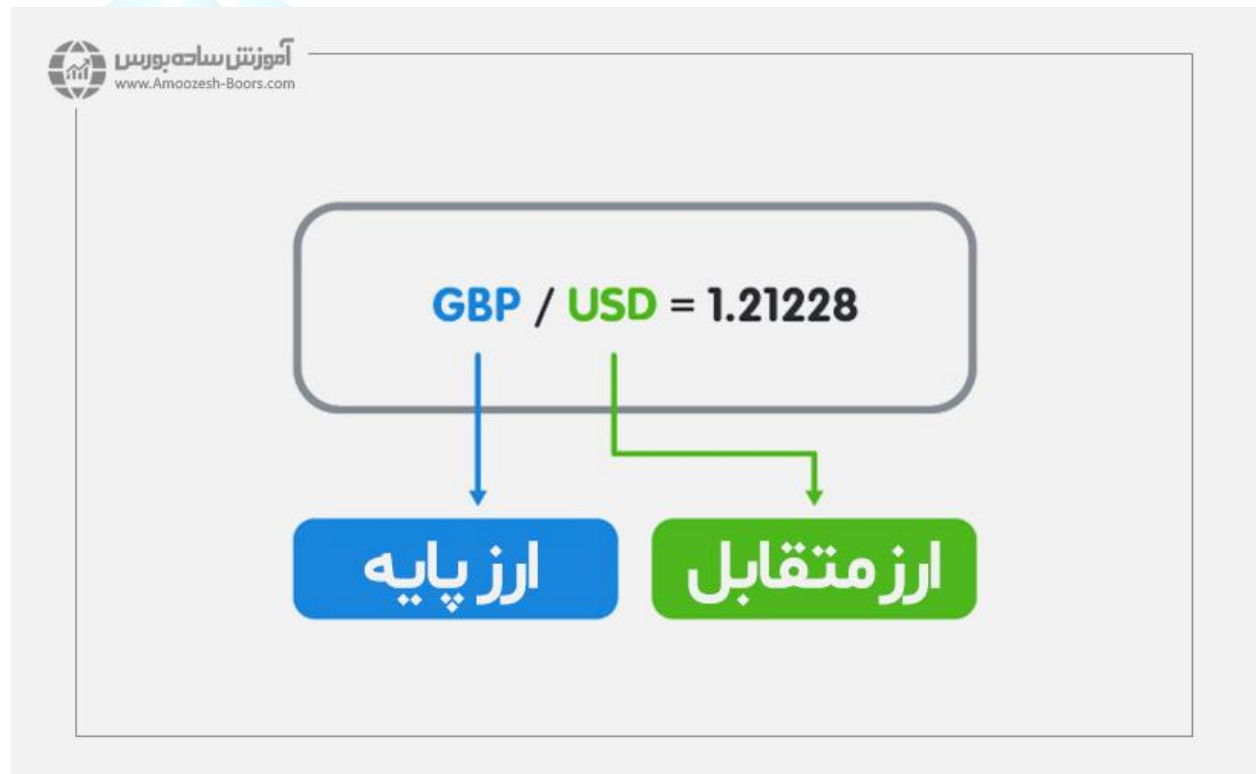 آموزش ساده بورس
www.Amoozesh-Boors.com
GBP / USD = 1.21228
ارز پایه
ارز متقابل